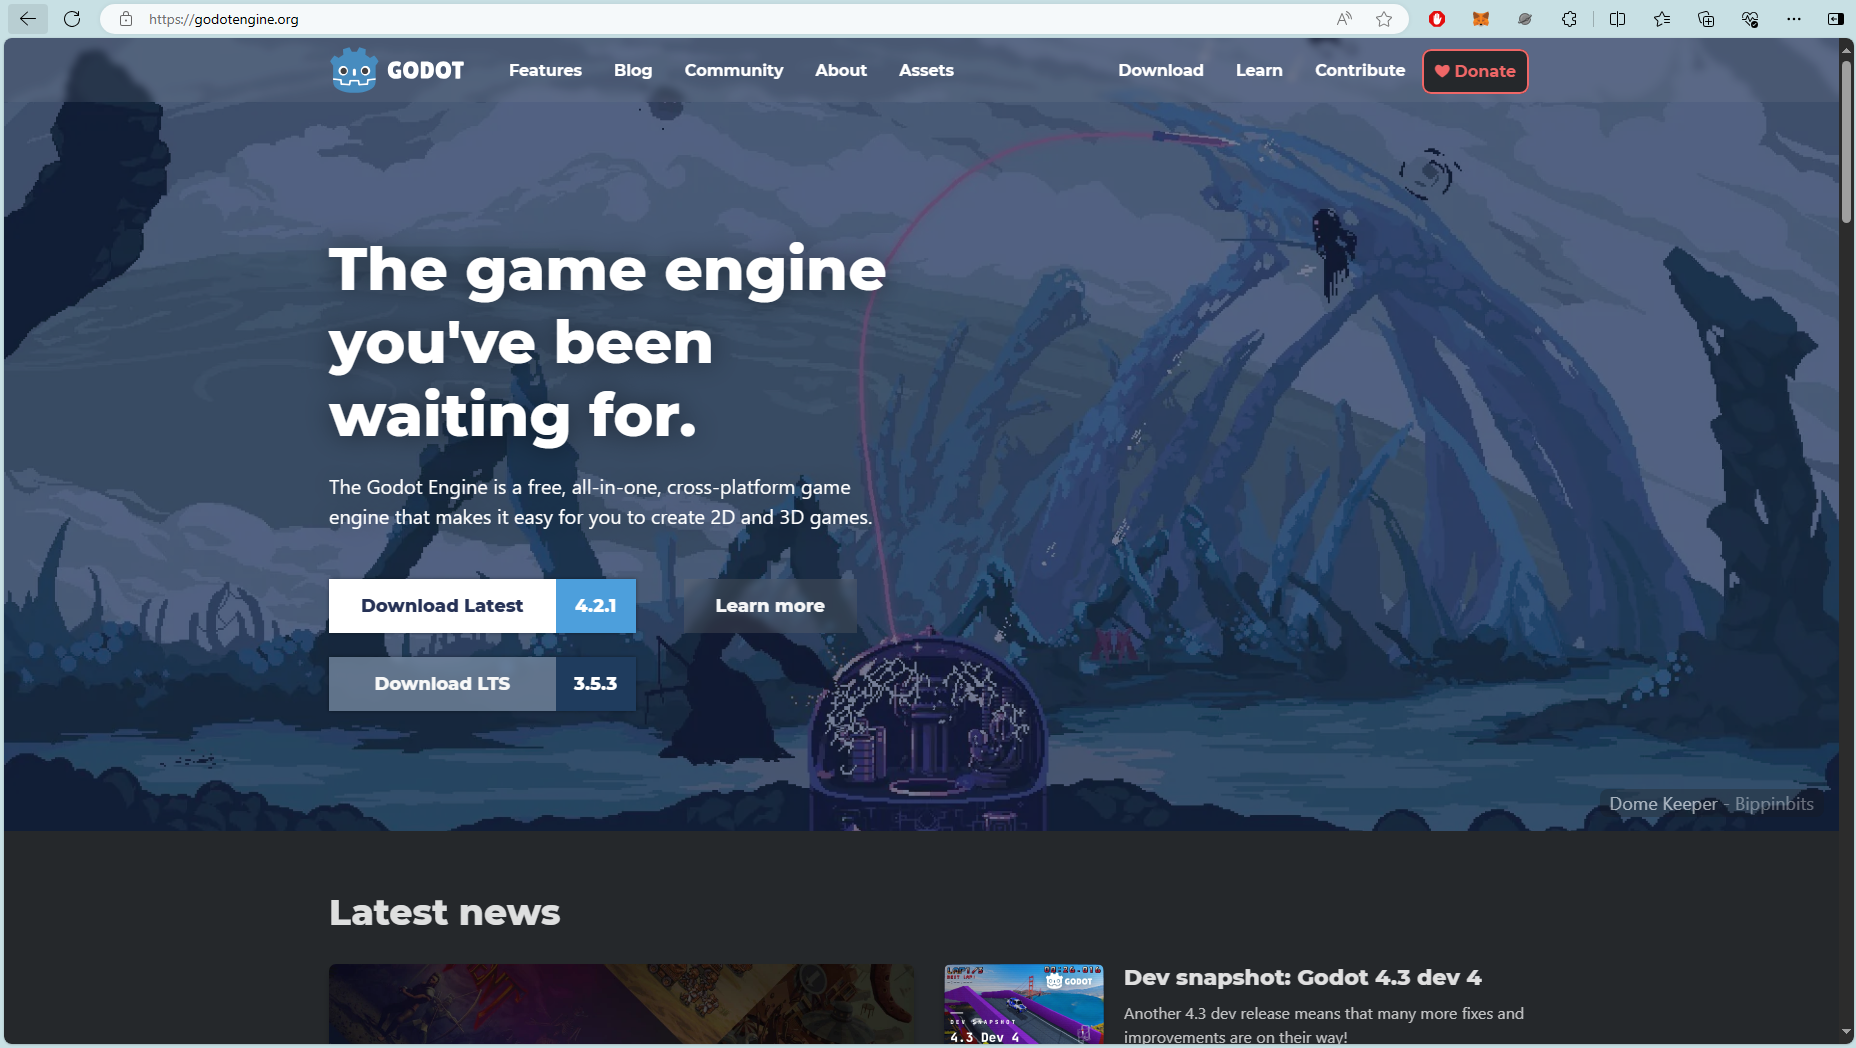 https://godotengine.org
GODOT
Features
Blog
Community
About
Assets
Download
Learn
Contribute
Donate
The game engine
you've been
waiting for.
The Godot Engine is a free, all-in-one, cross-platform game
engine that makes it easy for you to create 2D and 3D games.
Download Latest 4.2.1
Learn more
Download LTS 3.5.3
Dome Keeper - Bippinbits
Latest news
GODOT
DEV SNAPSHOT
4.3 Dev 4
Dev snapshot: Godot 4.3 dev 4
Another 4.3 dev release means that many more fixes and
improvements are on their way!